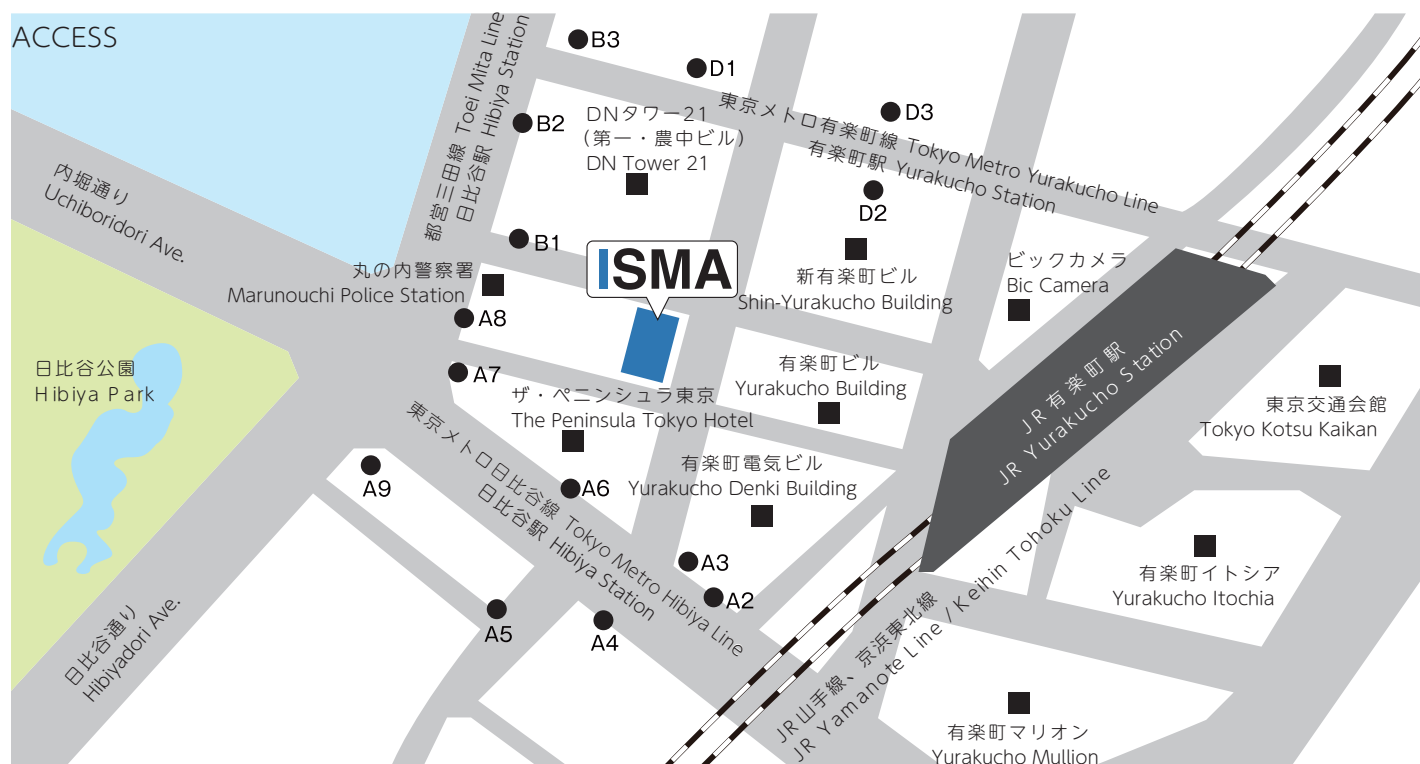 ACCESS
B3
D1
D3
B2
DNタワー21
（第一・農中ビル）
DN Tower 21
東京メトロ有楽町線 Tokyo Metro Yurakucho Line
有楽町駅 Yurakucho Station
都営三田線 Toei Mita Line
日比谷駅 Hibiya Station
内堀通り
Uchiboridori Ave.
D2
B1
ISMA
丸の内警察署
Marunouchi Police Station
新有楽町ビル
Shin-Yurakucho Building
ビックカメラ
Bic Camera
A8
A7
日比谷公園
Hibiya Park
有楽町ビル
Yurakucho Building
JR 有楽町駅
JR Yurakucho Station
ザ・ペニンシュラ東京
The Peninsula Tokyo Hotel
東京交通会館
Tokyo Kotsu Kaikan
東京メトロ日比谷線 Tokyo Metro Hibiya Line
日比谷駅 Hibiya Station
A9
A6
有楽町電気ビル
Yurakucho Denki Building
A3
A2
A5
A4
有楽町イトシア
Yurakucho Itochia
日比谷通り
Hibiyadori Ave.
JR山手線、京浜東北線
JR Yamanote Line / Keihin Tohoku Line
有楽町マリオン
Yurakucho Mullion